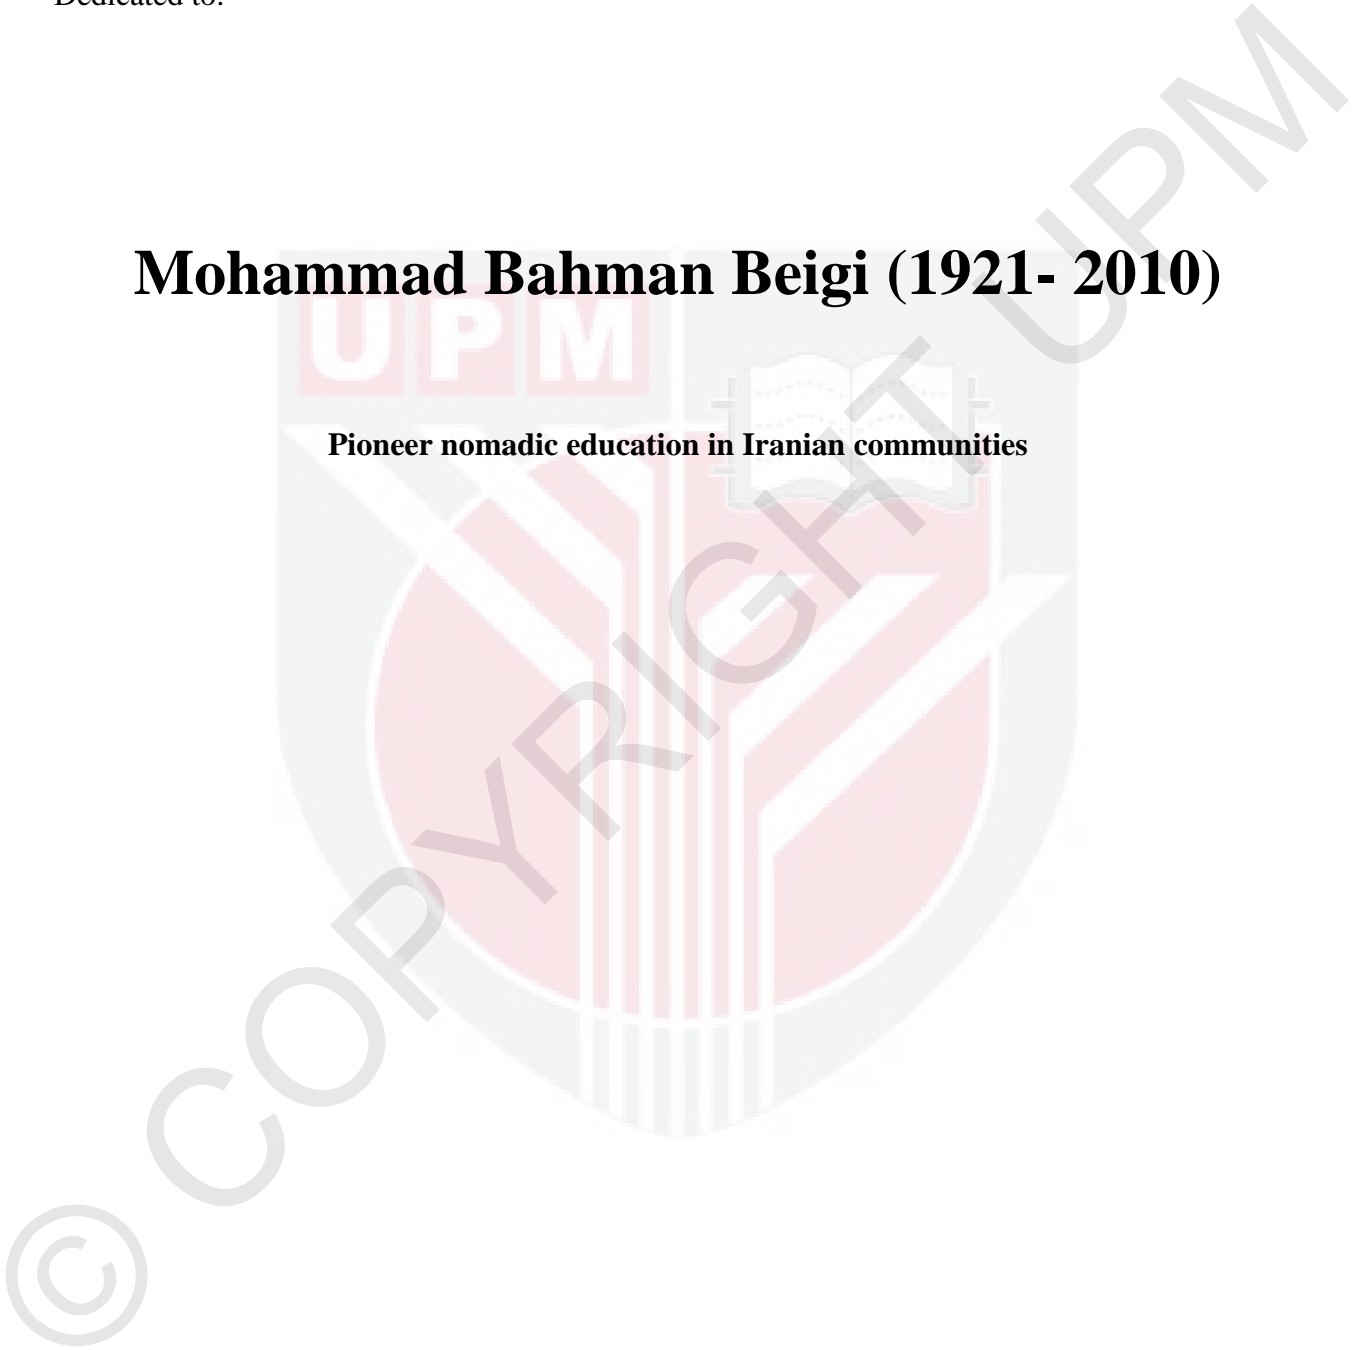 Dedicated to:
Mohammad Bahman Beigi (1921- 2010)
UPM
Pioneer nomadic education in Iranian communities
© COPYRIGHT UPM